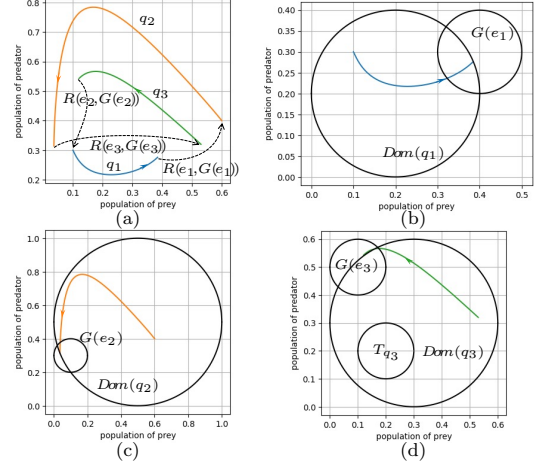 0.8
0.7
0.6
0.5
0.4
0.3
0.2
population of predator
q₂
q₃
R(e₂,G(e₂))
R(e₃,G(e₃))
q₁
R(e₁,G(e₁))
0.1 0.2 0.3 0.4 0.5 0.6
population of prey
(a)
0.40
0.35
0.30
0.25
0.20
0.15
0.10
0.05
0.00
population of predator
G(e₁)
Dom(q₁)
0.0 0.1 0.2 0.3 0.4 0.5
population of prey
(b)
1.0
0.8
0.6
0.4
0.2
0.0
population of predator
G(e₂)
Dom(q₂)
0.0 0.2 0.4 0.6 0.8 1.0
population of prey
(c)
0.6
0.5
0.4
0.3
0.2
0.1
0.0
population of predator
G(e₃)
T_q₃ Dom(q₃)
0.0 0.1 0.2 0.3 0.4 0.5 0.6
population of prey
(d)